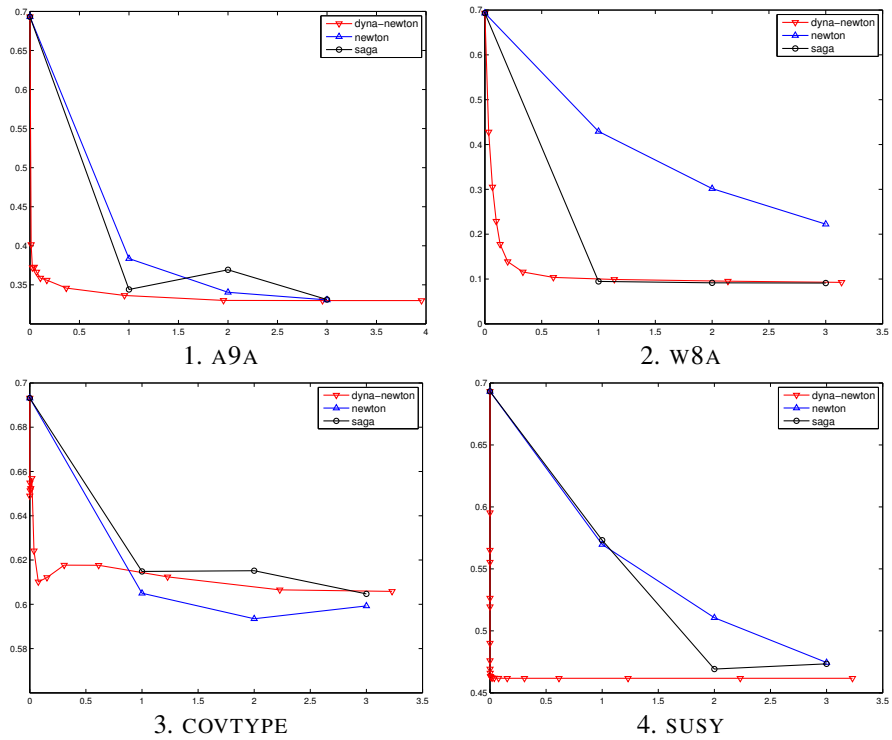 0.7
0.65
0.6
0.55
0.5
0.45
0.4
0.35
0 0.5 1 1.5 2 2.5 3 3.5 4
dyna-newton
newton
saga
1. A9A
0.7
0.6
0.5
0.4
0.3
0.2
0.1
0
0 0.5 1 1.5 2 2.5 3 3.5
dyna-newton
newton
saga
2. W8A
0.7
0.68
0.66
0.64
0.62
0.6
0.58
0 0.5 1 1.5 2 2.5 3 3.5
dyna-newton
newton
saga
3. COVTYPE
0.7
0.65
0.6
0.55
0.5
0.45
0 0.5 1 1.5 2 2.5 3 3.5
dyna-newton
newton
saga
4. SUSY